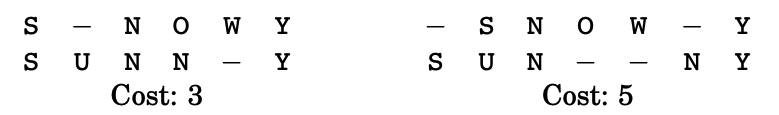 S – N O W Y – S N O W – Y
S U N N – Y S U N – – N Y
Cost: 3 Cost: 5